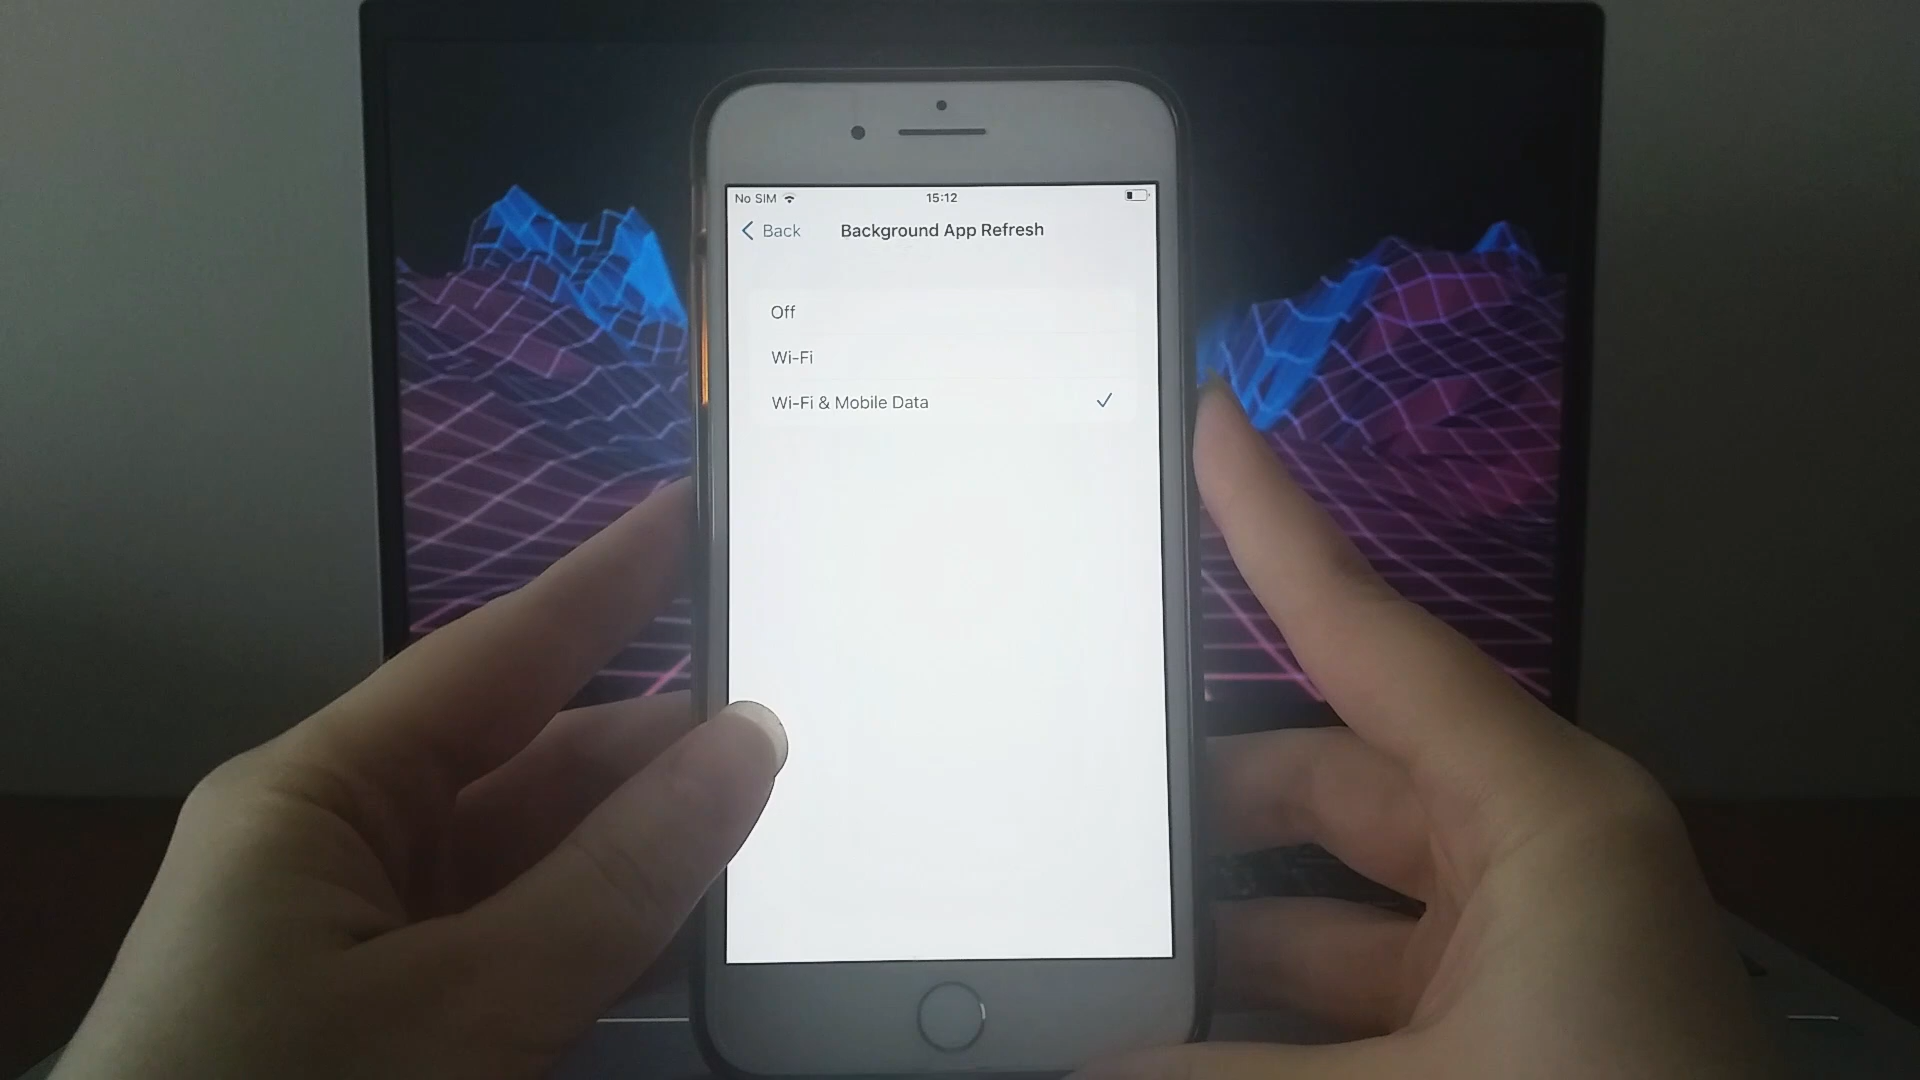 No SIM 15:12
Back Background App Refresh
Off
Wi-Fi
Wi-Fi & Mobile Data